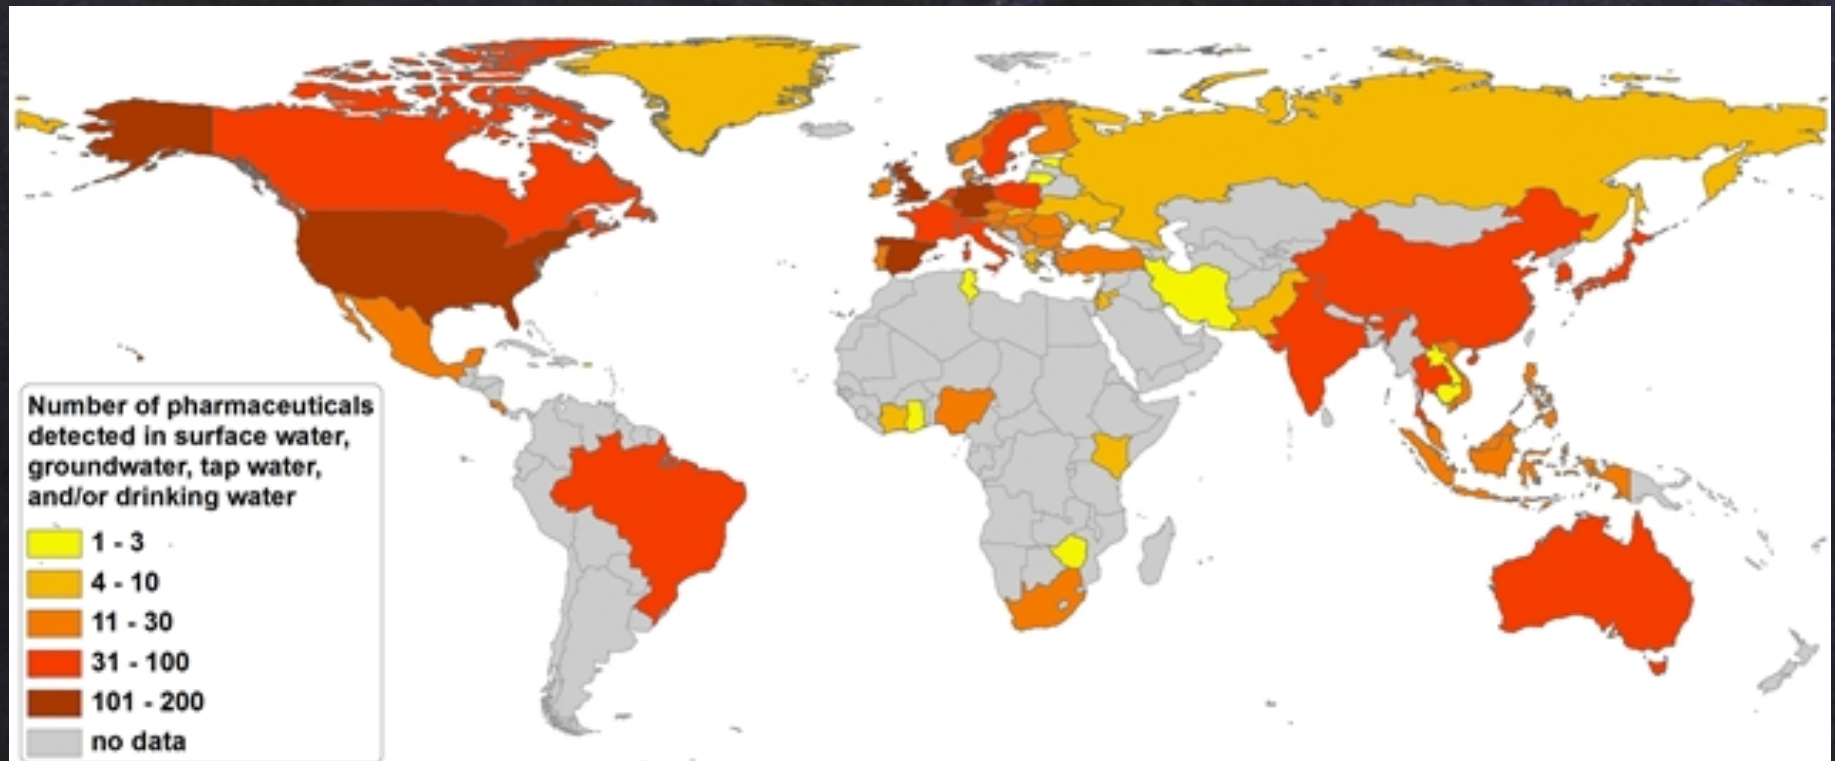 Number of pharmaceuticals
detected in surface water,
groundwater, tap water,
and/or drinking water
1 - 3
4 - 10
11 - 30
31 - 100
101 - 200
no data